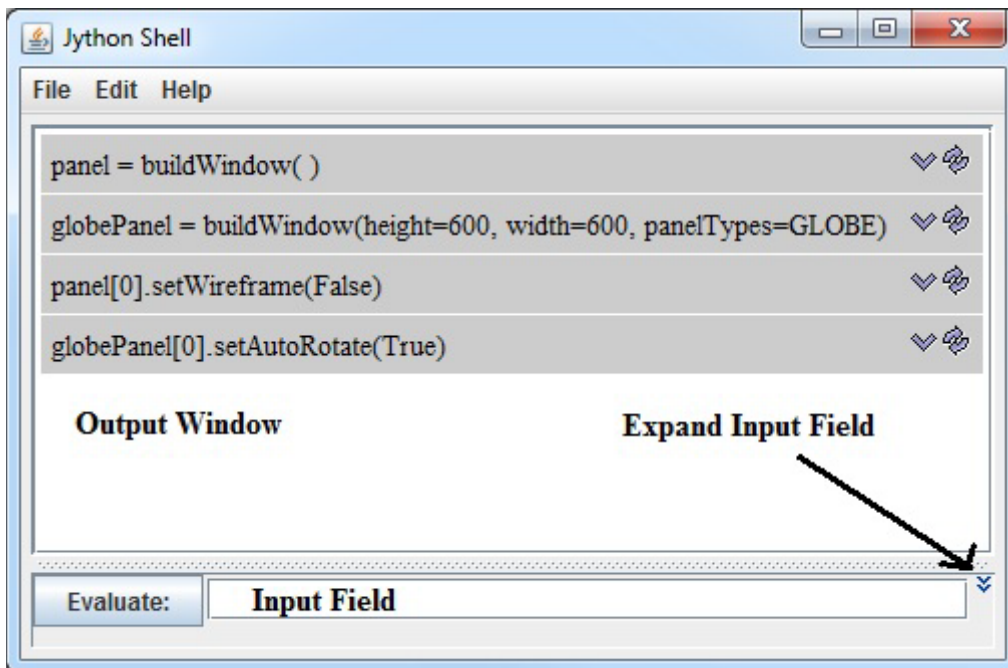 Jython Shell
File Edit Help
panel = buildWindow( )
globePanel = buildWindow(height=600, width=600, panelTypes=GLOBE)
panel[0].setWireframe(False)
globePanel[0].setAutoRotate(True)
Output Window
Expand Input Field
Evaluate:
Input Field